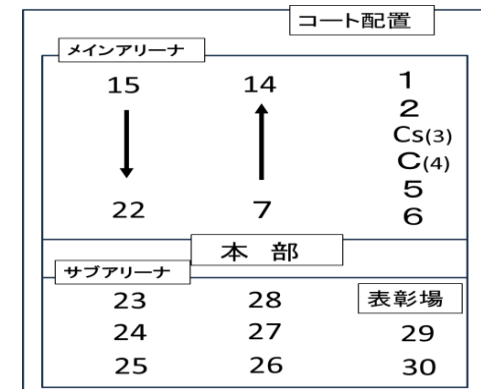 コート配置
メインアリーナ
15 14 1
2
Cs(3)
C(4)
5
22 7 6
本 部
サブアリーナ
23 28 表彰場
24 27 29
25 26 30